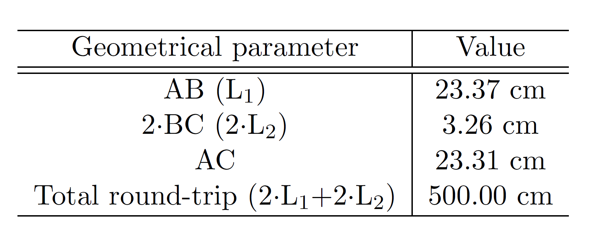 Geometrical parameter Value
AB (L₁) 23.37 cm
2·BC (2·L₂) 3.26 cm
AC 23.31 cm
Total round-trip (2·L₁+2·L₂) 500.00 cm